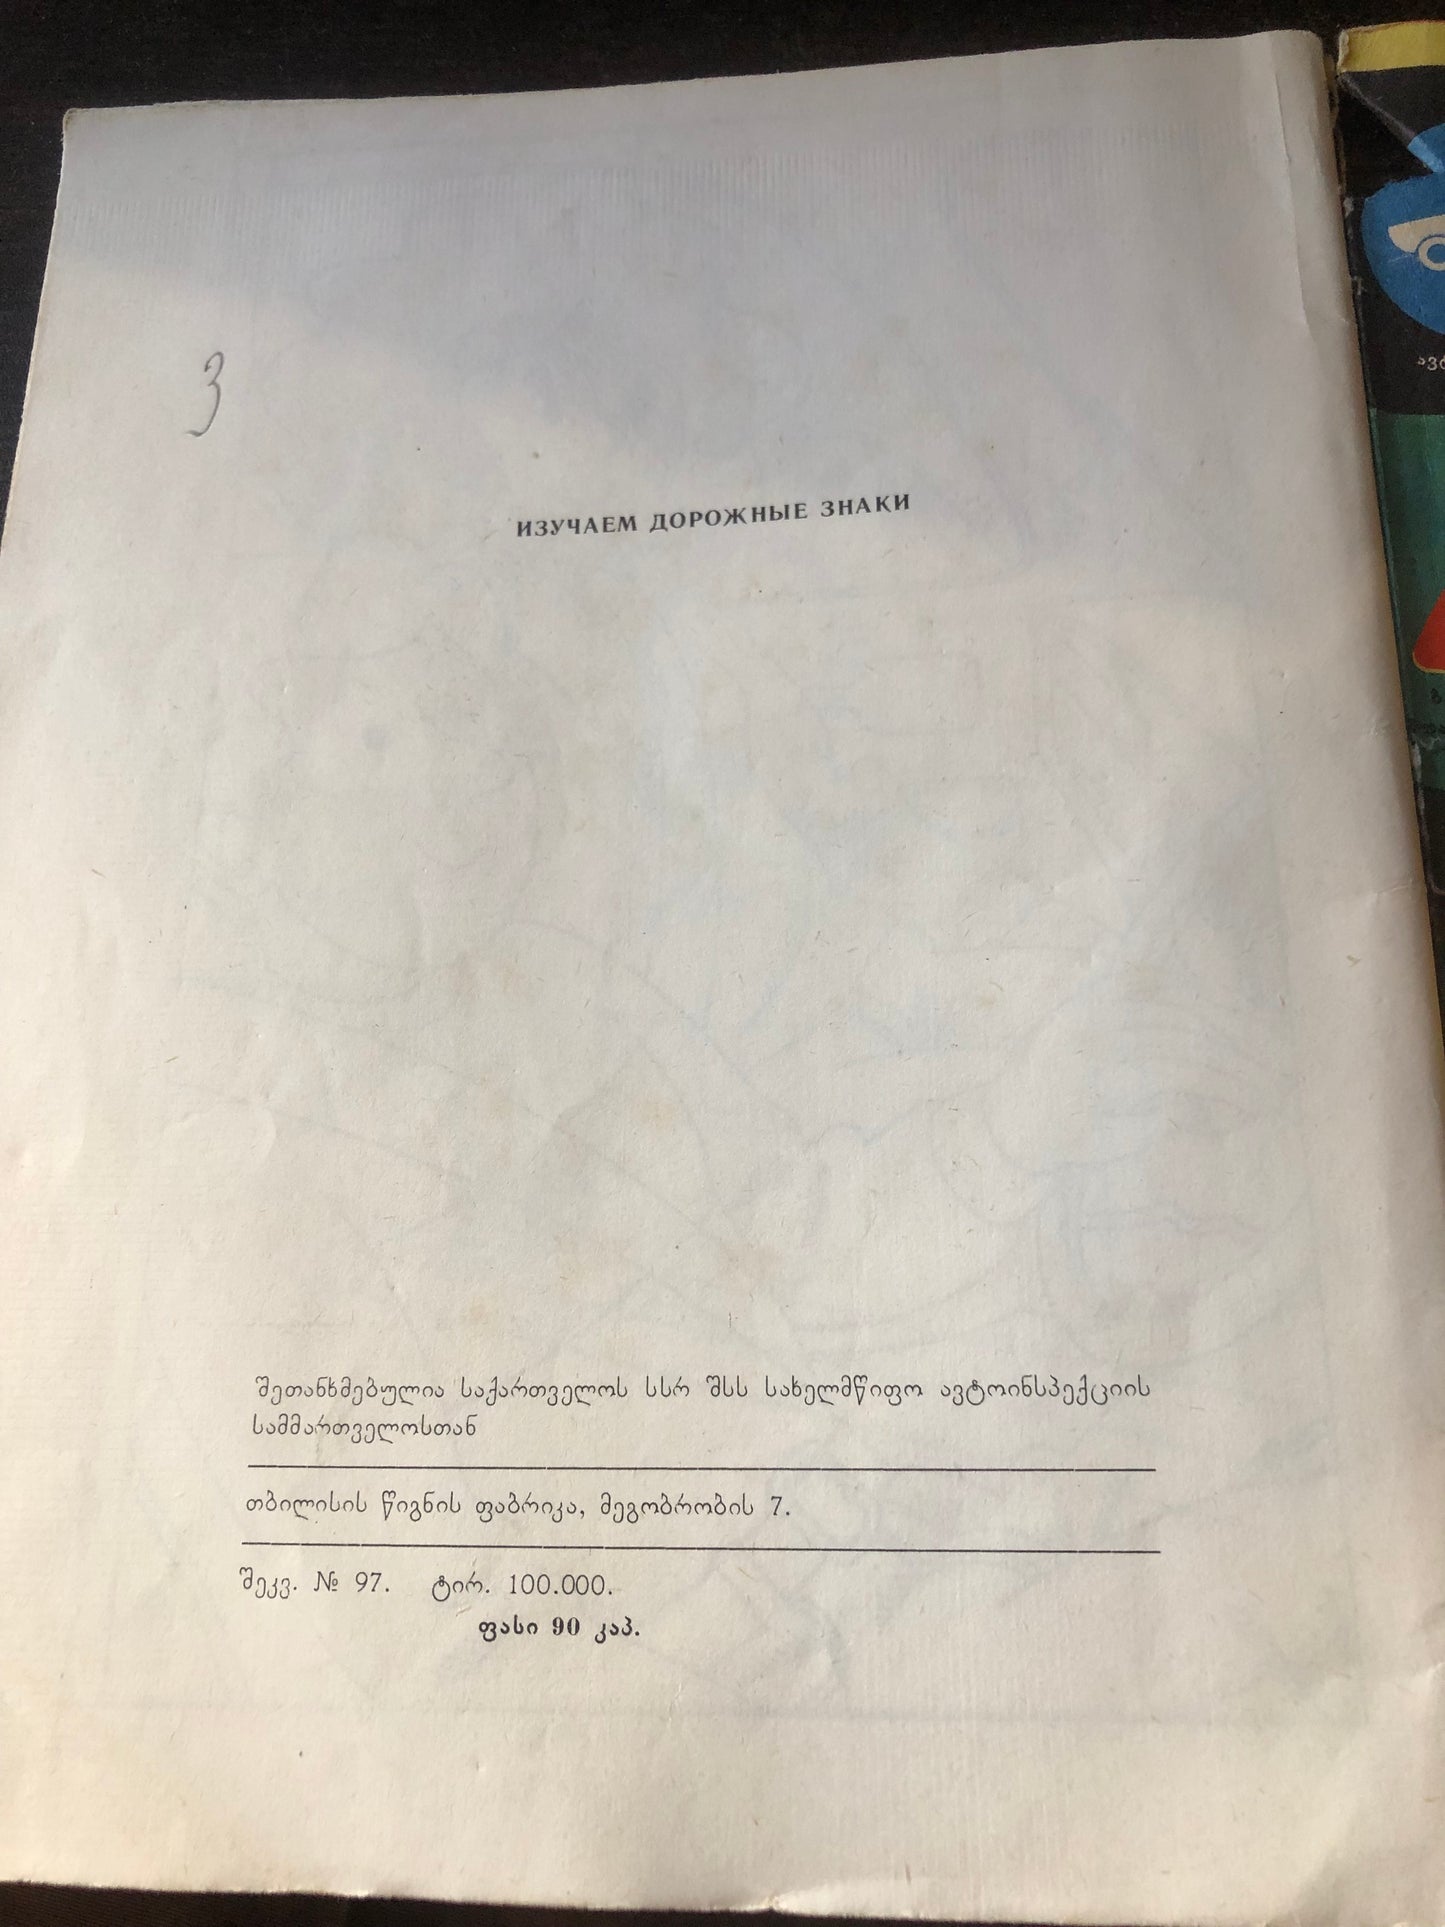 3
ИЗУЧАЕМ ДОРОЖНЫЕ ЗНАКИ
შეთანხმებულია საქართველოს სსრ შსს სახელმწიფო ავტოინსპექციის
სამმართველოსთან
თბილისის წიგნის ფაბრიკა, მეგობრობის 7.
შეკვ. № 97. ტირ. 100.000.
ფასი 90 კაპ.